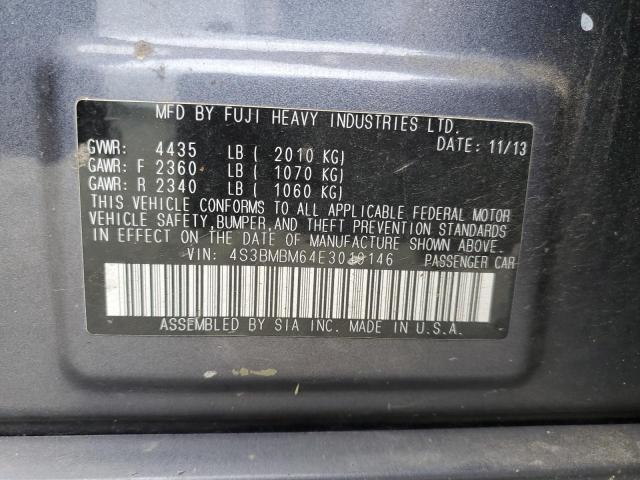 MFD BY FUJI HEAVY INDUSTRIES LTD.
DATE: 11/13
GVWR: 4435 LB ( 2010 KG)
GAWR: F 2360 LB ( 1070 KG)
GAWR: R 2340 LB ( 1060 KG)
THIS VEHICLE CONFORMS TO ALL APPLICABLE FEDERAL MOTOR
VEHICLE SAFETY,BUMPER,AND THEFT PREVENTION STANDARDS
IN EFFECT ON THE DATE OF MANUFACTURE SHOWN ABOVE.
VIN: 4S3BMBM64E3019146 PASSENGER CAR
ASSEMBLED BY SIA INC. MADE IN U.S.A.